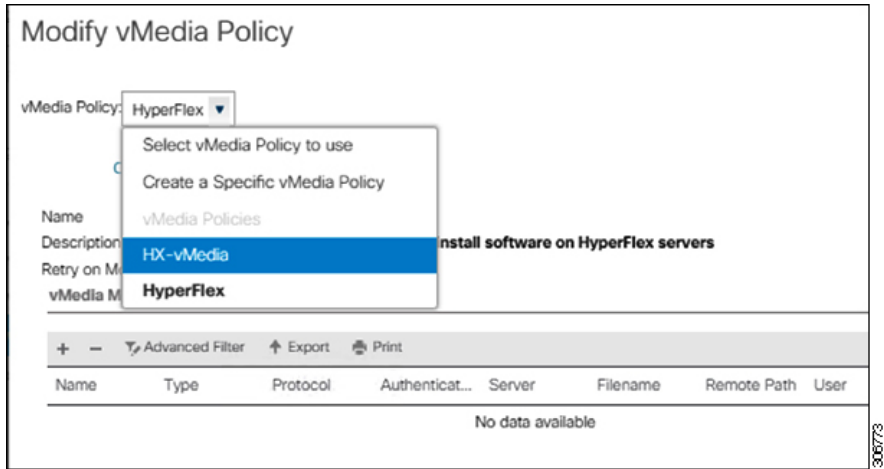 Modify vMedia Policy
vMedia Policy: HyperFlex
Select vMedia Policy to use
Create a Specific vMedia Policy
Name
vMedia Policies
Description
nstall software on HyperFlex servers
HX-vMedia
Retry on M
HyperFlex
vMedia M
+ − Advanced Filter Export Print
Name Type Protocol Authenticat... Server Filename Remote Path User
No data available
306773